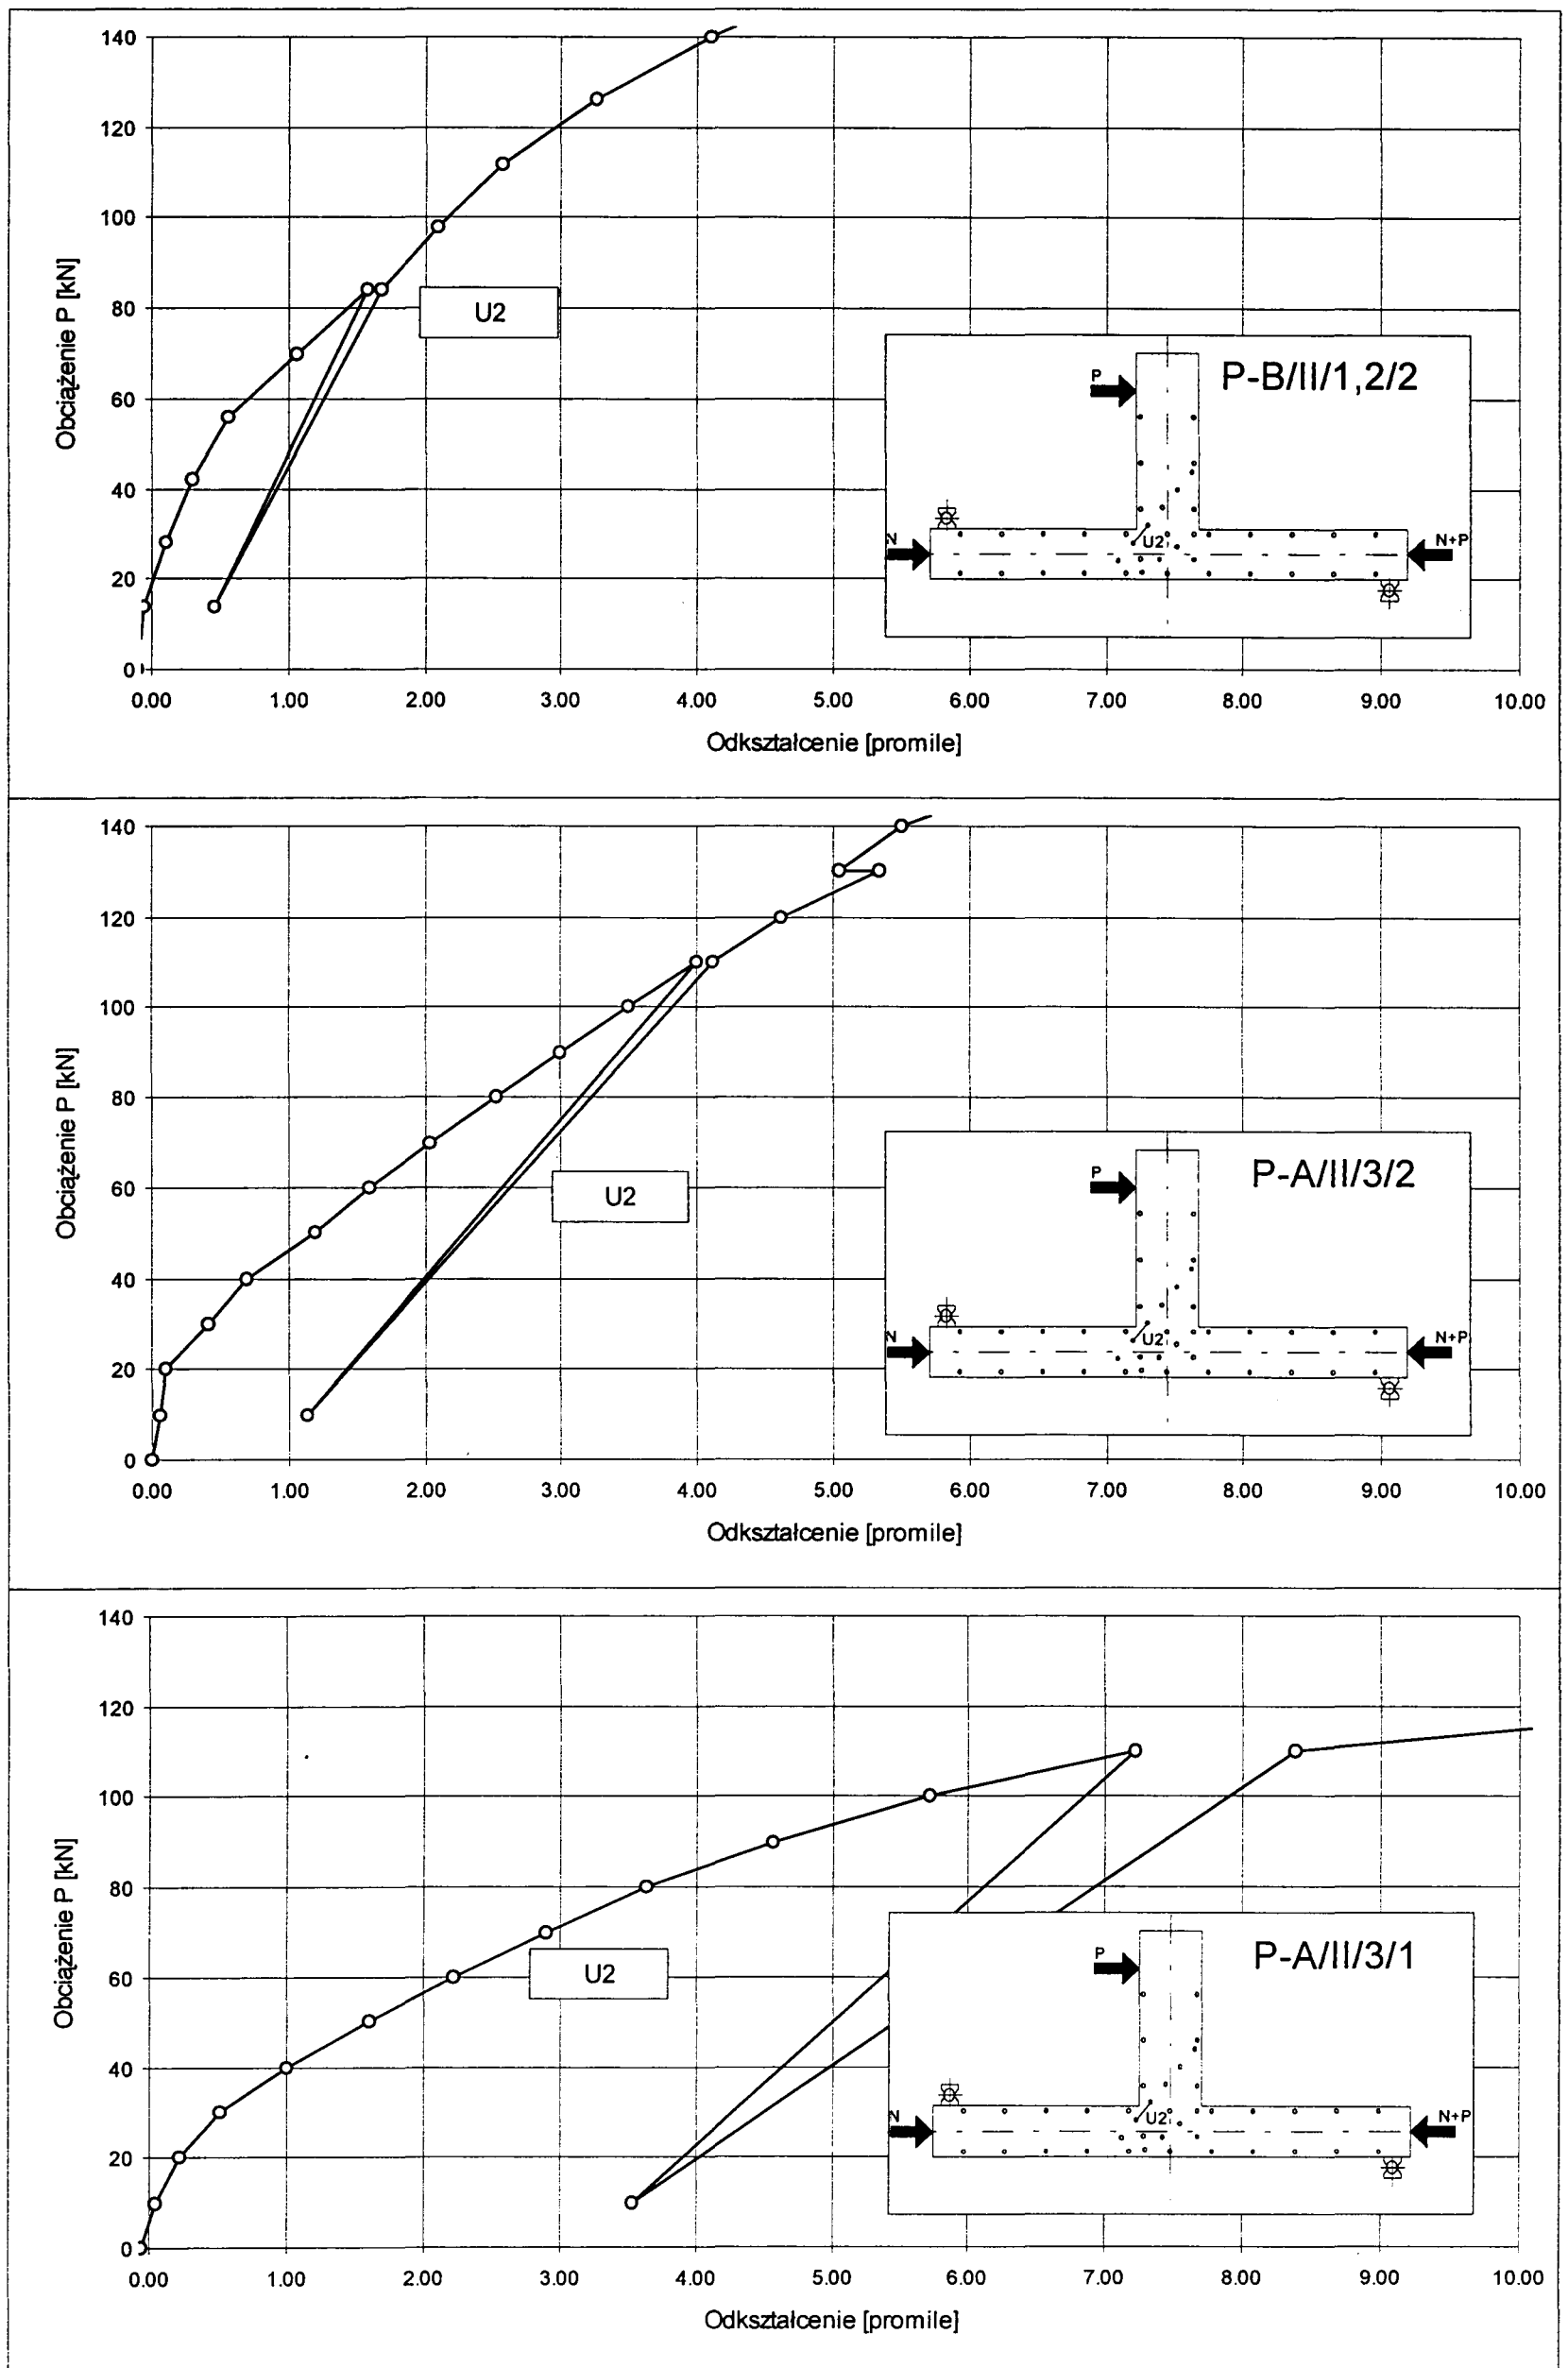 140
120
100
80
60
40
20
0
Obciążenie P [kN]
U2
P-B/II/1,2/2
P
N
U2
N+P
0.00 1.00 2.00 3.00 4.00 5.00 6.00 7.00 8.00 9.00 10.00
Odkształcenie [promile]
140
120
100
80
60
40
20
0
Obciążenie P [kN]
U2
P-A/II/3/2
P
N
U2
N+P
0.00 1.00 2.00 3.00 4.00 5.00 6.00 7.00 8.00 9.00 10.00
Odkształcenie [promile]
140
120
100
80
60
40
20
0
Obciążenie P [kN]
U2
P-A/II/3/1
P
N
U2
N+P
0.00 1.00 2.00 3.00 4.00 5.00 6.00 7.00 8.00 9.00 10.00
Odkształcenie [promile]